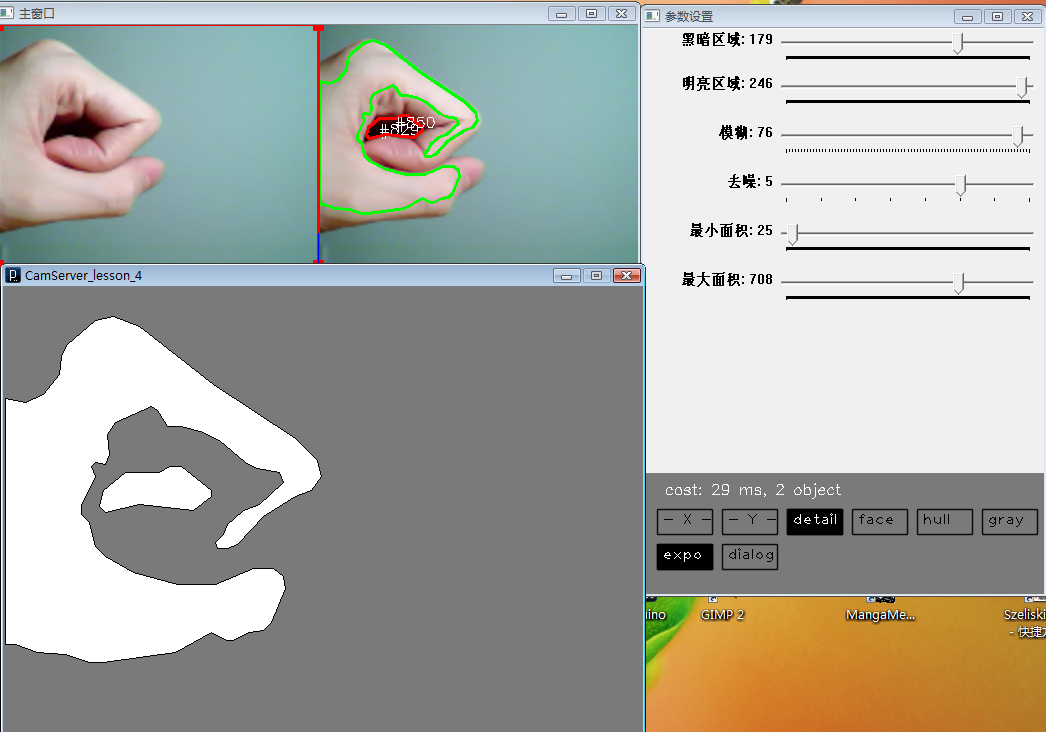 主窗口
#850
#829
CamServer_lesson_4
参数设置
黑暗区域: 179
明亮区域: 246
模糊: 76
去噪: 5
最小面积: 25
最大面积: 708
cost: 29 ms, 2 object
- X -
- Y -
detail
face
hull
gray
expo
dialog
GIMP 2
MangaMe...
Szeliski
- 快捷